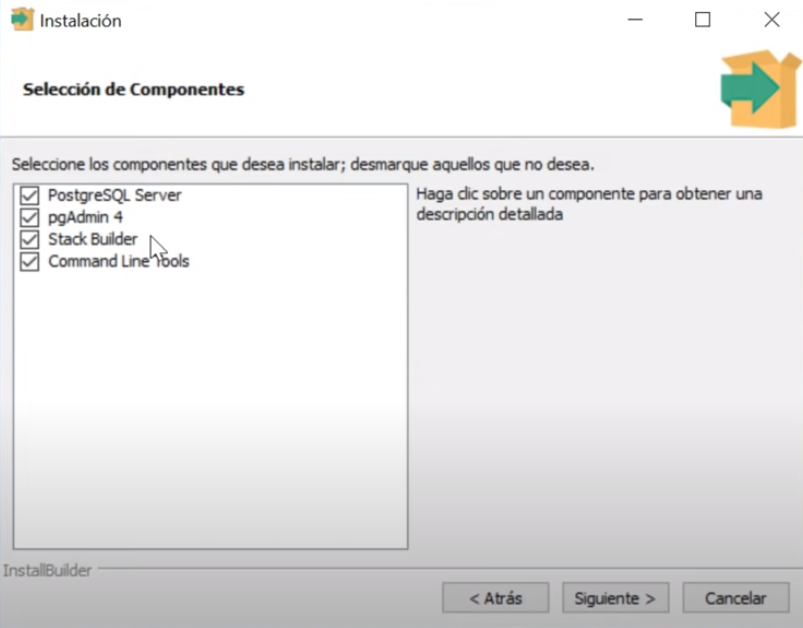 Instalación
Selección de Componentes
Seleccione los componentes que desea instalar; desmarque aquellos que no desea.
PostgreSQL Server
pgAdmin 4
Stack Builder
Command Line Tools
Haga clic sobre un componente para obtener una
descripción detallada
InstallBuilder
< Atrás
Siguiente >
Cancelar